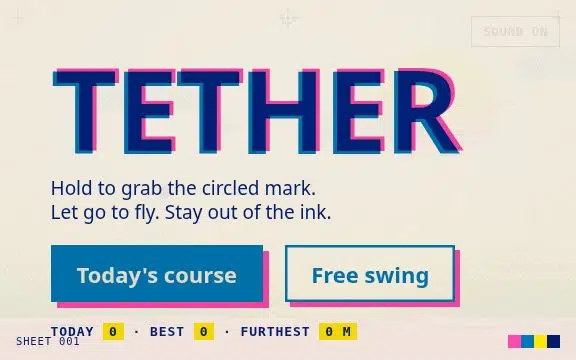 SOUND ON
TETHER
Hold to grab the circled mark.
Let go to fly. Stay out of the ink.
Today's course
Free swing
TODAY 0 · BEST 0 · FURTHEST 0 M
SHEET 001